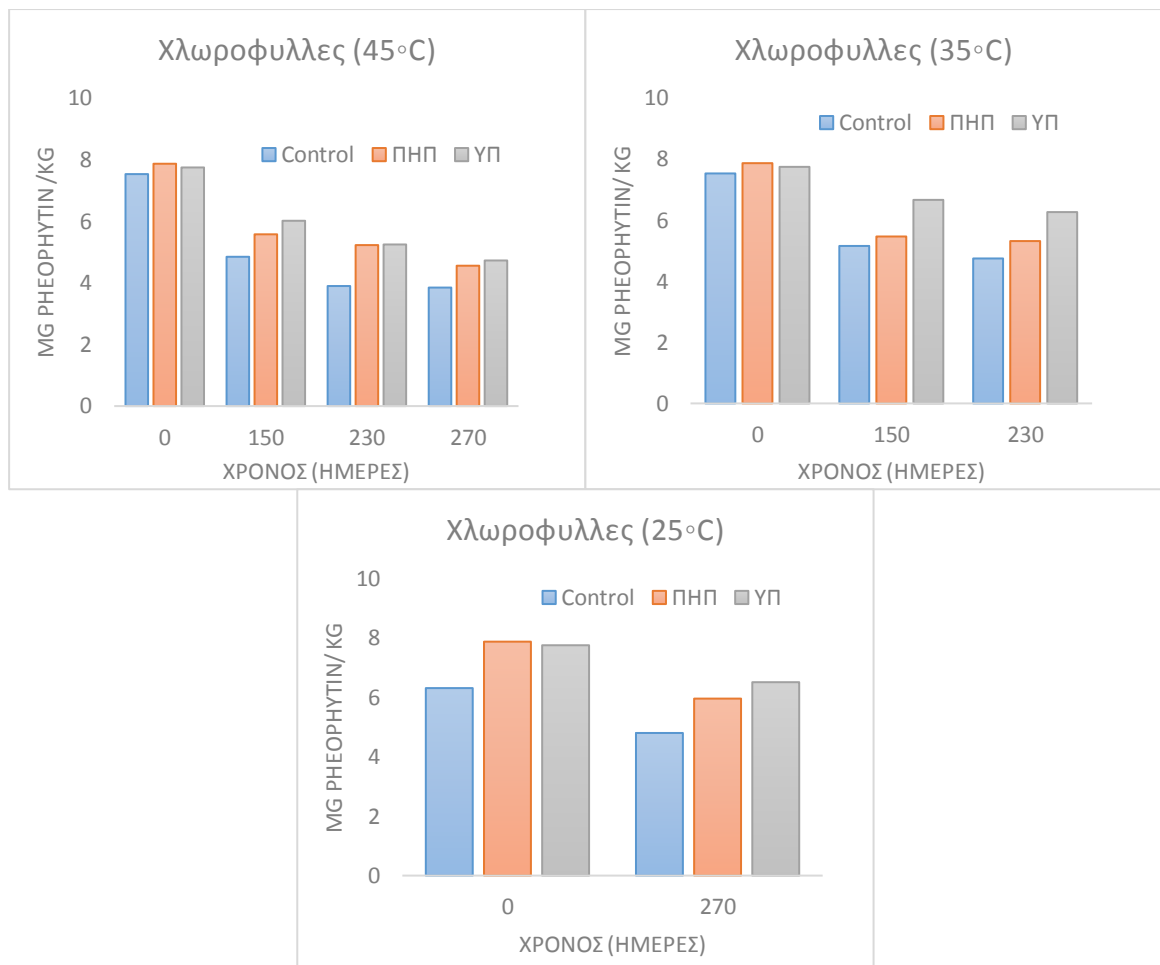 Χλωροφυλλες (45◦C)
10
8
6
4
2
0
MG PHEOPHYTIN /KG
Control ΠΗΠ ΥΠ
0 150 230 270
ΧΡΟΝΟΣ (ΗΜΕΡΕΣ)
Χλωροφυλλες (35◦C)
10
8
6
4
2
0
MG PHEOPHYTIN/ KG
Control ΠΗΠ ΥΠ
0 150 230
ΧΡΟΝΟΣ (ΗΜΕΡΕΣ)
Χλωροφυλλες (25◦C)
10
8
6
4
2
0
MG PHEOPHYTIN/ KG
Control ΠΗΠ ΥΠ
0 270
ΧΡΟΝΟΣ (ΗΜΕΡΕΣ)